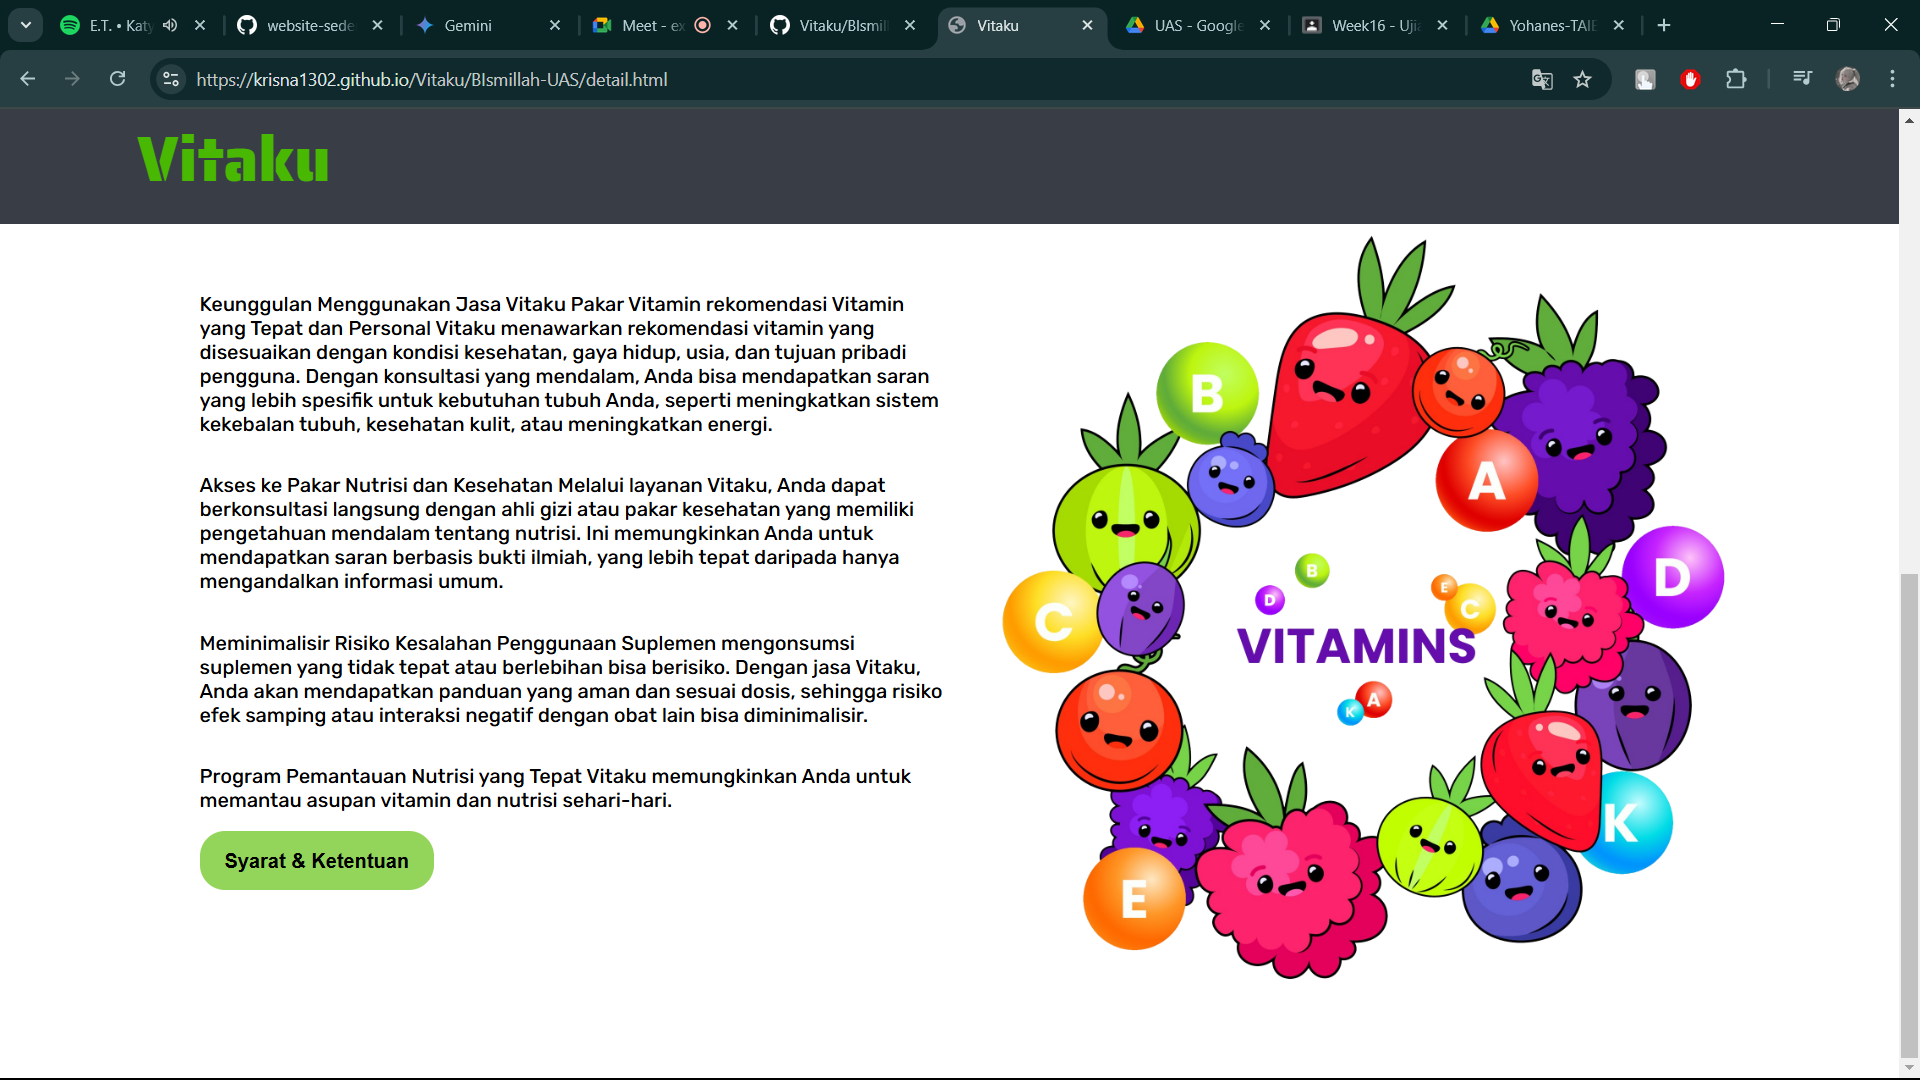 E.T. • Katy
website-sede
Gemini
Meet - ex
Vitaku/BIsmil
Vitaku
UAS - Google
Week16 - Uji
Yohanes-TAIE
https://krisna1302.github.io/Vitaku/BIsmillah-UAS/detail.html
Vitaku
Keunggulan Menggunakan Jasa Vitaku Pakar Vitamin rekomendasi Vitamin
yang Tepat dan Personal Vitaku menawarkan rekomendasi vitamin yang
disesuaikan dengan kondisi kesehatan, gaya hidup, usia, dan tujuan pribadi
pengguna. Dengan konsultasi yang mendalam, Anda bisa mendapatkan saran
yang lebih spesifik untuk kebutuhan tubuh Anda, seperti meningkatkan sistem
kekebalan tubuh, kesehatan kulit, atau meningkatkan energi.
Akses ke Pakar Nutrisi dan Kesehatan Melalui layanan Vitaku, Anda dapat
berkonsultasi langsung dengan ahli gizi atau pakar kesehatan yang memiliki
pengetahuan mendalam tentang nutrisi. Ini memungkinkan Anda untuk
mendapatkan saran berbasis bukti ilmiah, yang lebih tepat daripada hanya
mengandalkan informasi umum.
Meminimalisir Risiko Kesalahan Penggunaan Suplemen mengonsumsi
suplemen yang tidak tepat atau berlebihan bisa berisiko. Dengan jasa Vitaku,
Anda akan mendapatkan panduan yang aman dan sesuai dosis, sehingga risiko
efek samping atau interaksi negatif dengan obat lain bisa diminimalisir.
Program Pemantauan Nutrisi yang Tepat Vitaku memungkinkan Anda untuk
memantau asupan vitamin dan nutrisi sehari-hari.
Syarat & Ketentuan
B
A
D
C
B
D
E
C
VITAMINS
A
K
K
E